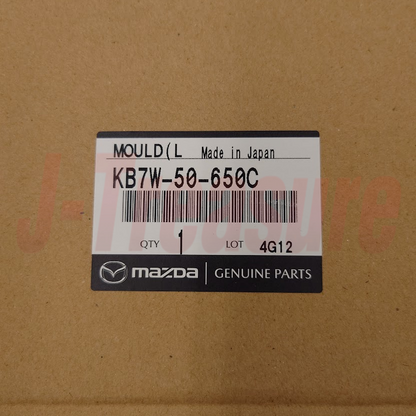 MOULD(L Made in Japan
KB7W-50-650C
QTY 1 LOT 4G12
mazda GENUINE PARTS
J-Treasure